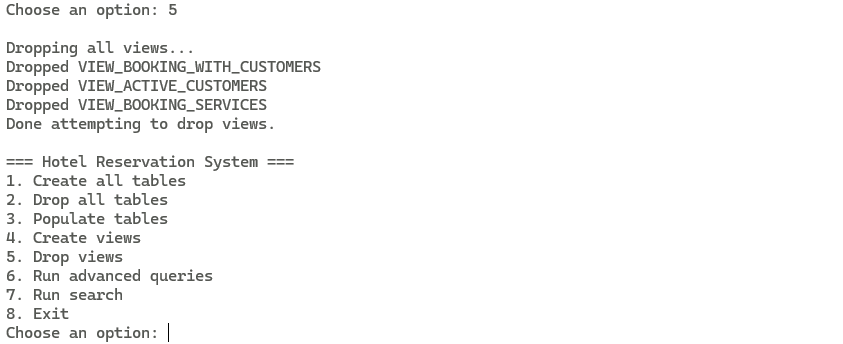 Choose an option: 5
Dropping all views...
Dropped VIEW_BOOKING_WITH_CUSTOMERS
Dropped VIEW_ACTIVE_CUSTOMERS
Dropped VIEW_BOOKING_SERVICES
Done attempting to drop views.
=== Hotel Reservation System ===
1. Create all tables
2. Drop all tables
3. Populate tables
4. Create views
5. Drop views
6. Run advanced queries
7. Run search
8. Exit
Choose an option: